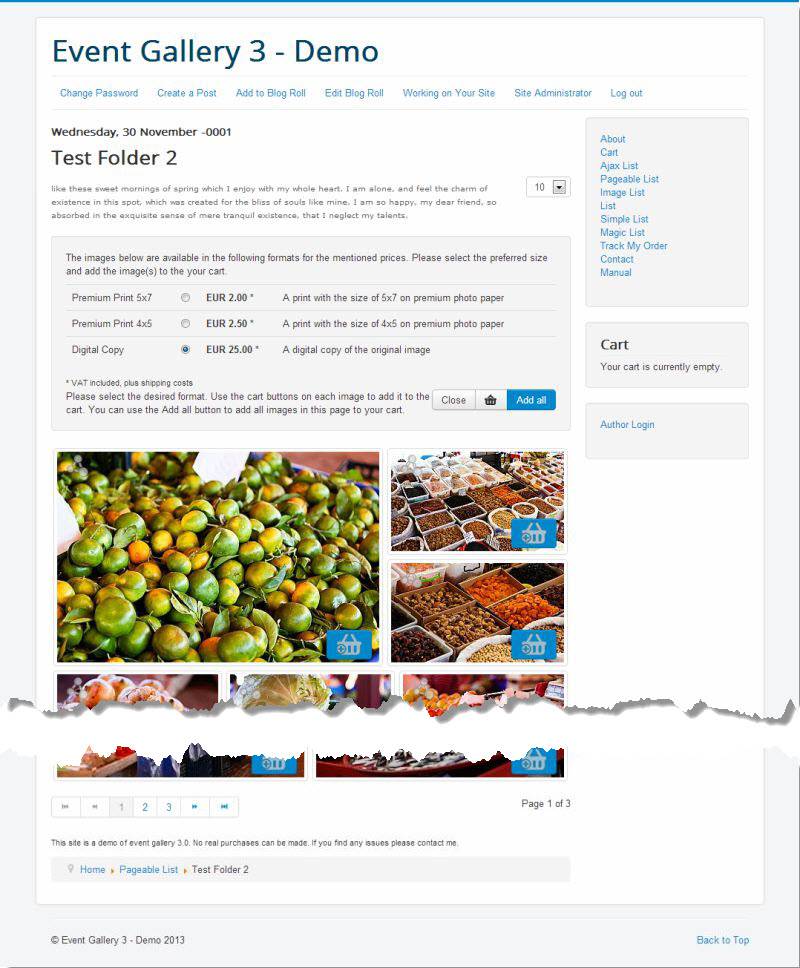 Event Gallery 3 - Demo
Change Password Create a Post Add to Blog Roll Edit Blog Roll Working on Your Site Site Administrator Log out
Wednesday, 30 November -0001
Test Folder 2
like these sweet mornings of spring which I enjoy with my whole heart. I am alone, and feel the charm of
existence in this spot, which was created for the bliss of souls like mine. I am so happy, my dear friend, so
absorbed in the exquisite sense of mere tranquil existence, that I neglect my talents.
10
The images below are available in the following formats for the mentioned prices. Please select the preferred size
and add the image(s) to the your cart.
Premium Print 5x7 EUR 2.00 * A print with the size of 5x7 on premium photo paper
Premium Print 4x5 EUR 2.50 * A print with the size of 4x5 on premium photo paper
Digital Copy EUR 25.00 * A digital copy of the original image
* VAT included, plus shipping costs
Please select the desired format. Use the cart buttons on each image to add it to the
cart. You can use the Add all button to add all images in this page to your cart.
Close Add all
About
Cart
Ajax List
Pageable List
Image List
List
Simple List
Magic List
Track My Order
Contact
Manual
Cart
Your cart is currently empty.
Author Login
1 2 3
Page 1 of 3
This site is a demo of event gallery 3.0. No real purchases can be made. If you find any issues please contact me.
Home Pageable List Test Folder 2
© Event Gallery 3 - Demo 2013
Back to Top